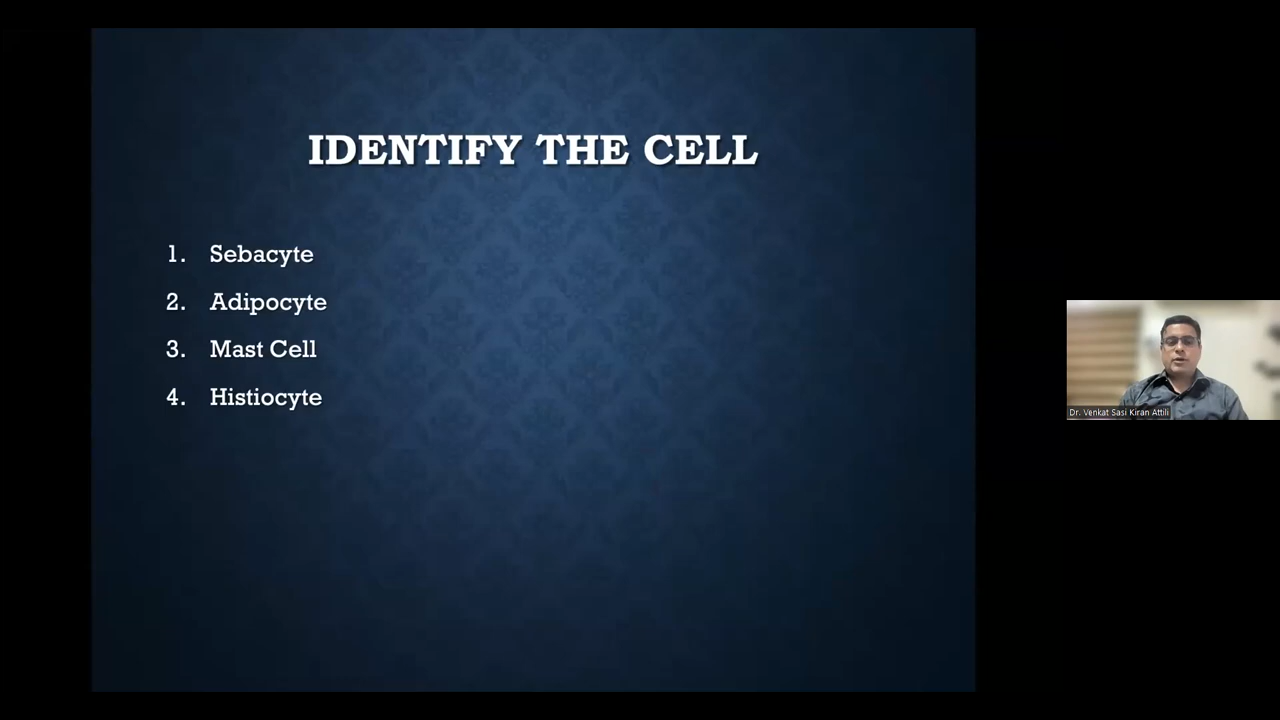 IDENTIFY THE CELL
1. Sebacyte
2. Adipocyte
3. Mast Cell
4. Histiocyte
Dr. Venkat Sasi Kiran Attili